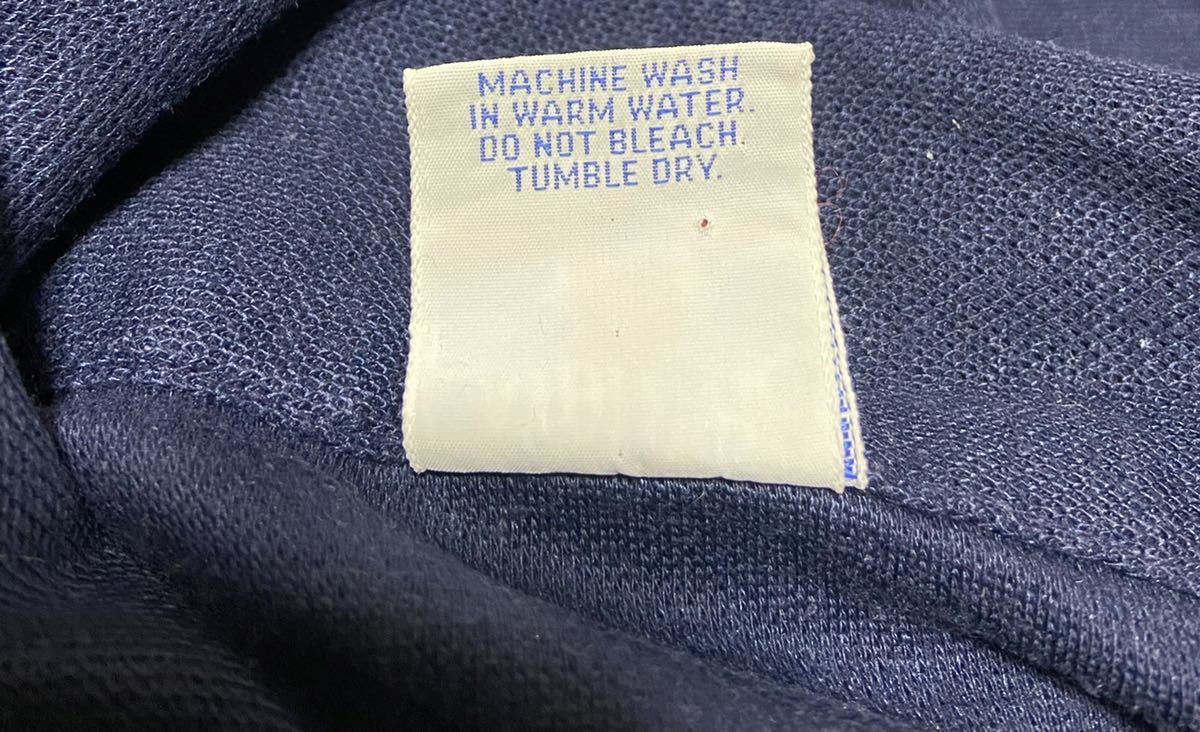 MACHINE WASH
IN WARM WATER.
DO NOT BLEACH.
TUMBLE DRY.